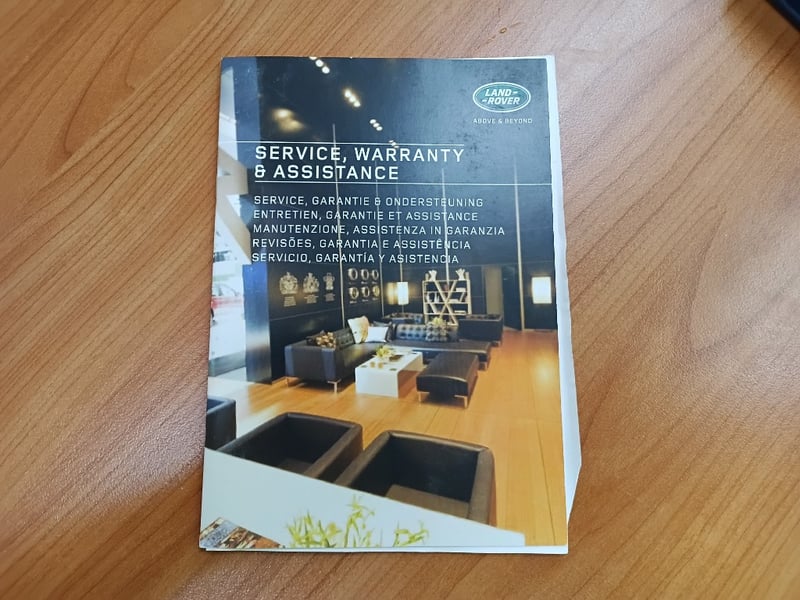 LAND-
-ROVER
ABOVE & BEYOND
SERVICE, WARRANTY
& ASSISTANCE
SERVICE, GARANTIE & ONDERSTEUNING
ENTRETIEN, GARANTIE ET ASSISTANCE
MANUTENZIONE, ASSISTENZA IN GARANZIA
REVISÕES, GARANTIA E ASSISTÊNCIA
SERVICIO, GARANTÍA Y ASISTENCIA